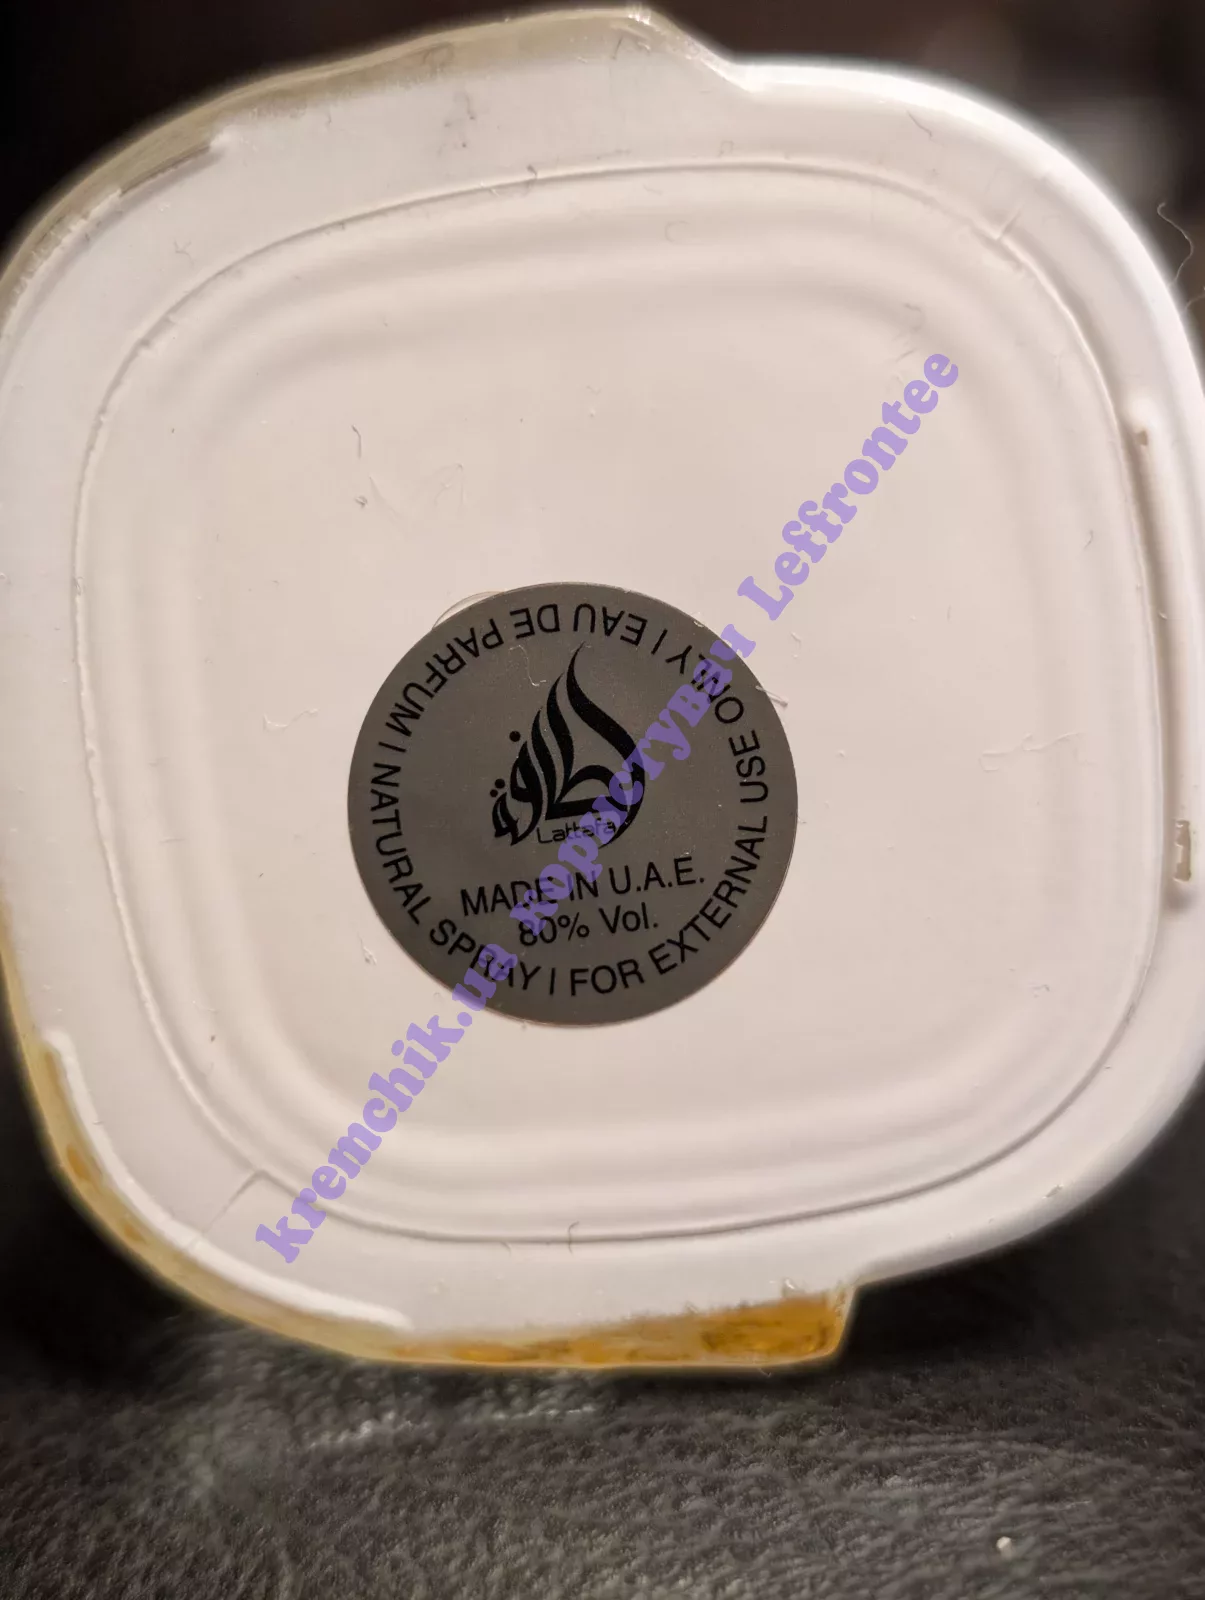 EAU DE PARFUM | NATURAL SPRAY | FOR EXTERNAL USE ONLY |
لطافة
Lattafa
MADE IN U.A.E.
80% Vol.
kremchik.ua користувач Leffrontee